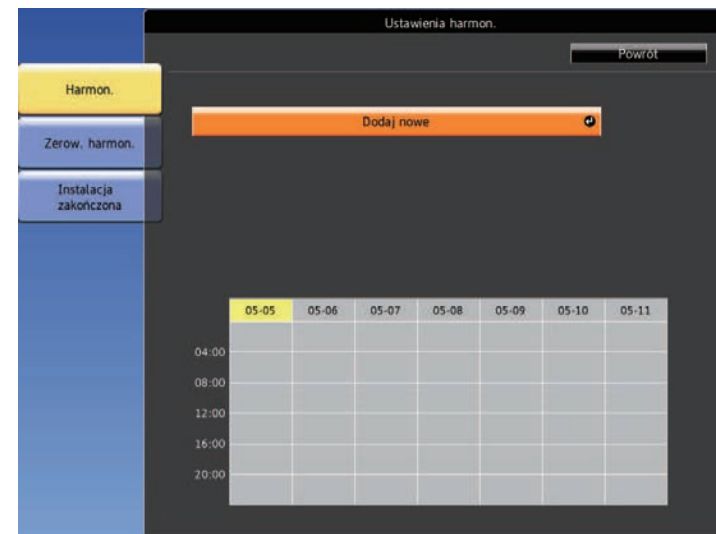 Ustawienia harmon.
Powrót
Harmon.
Dodaj nowe
Zerow. harmon.
Instalacja
zakończona
05-05 05-06 05-07 05-08 05-09 05-10 05-11
04:00
08:00
12:00
16:00
20:00